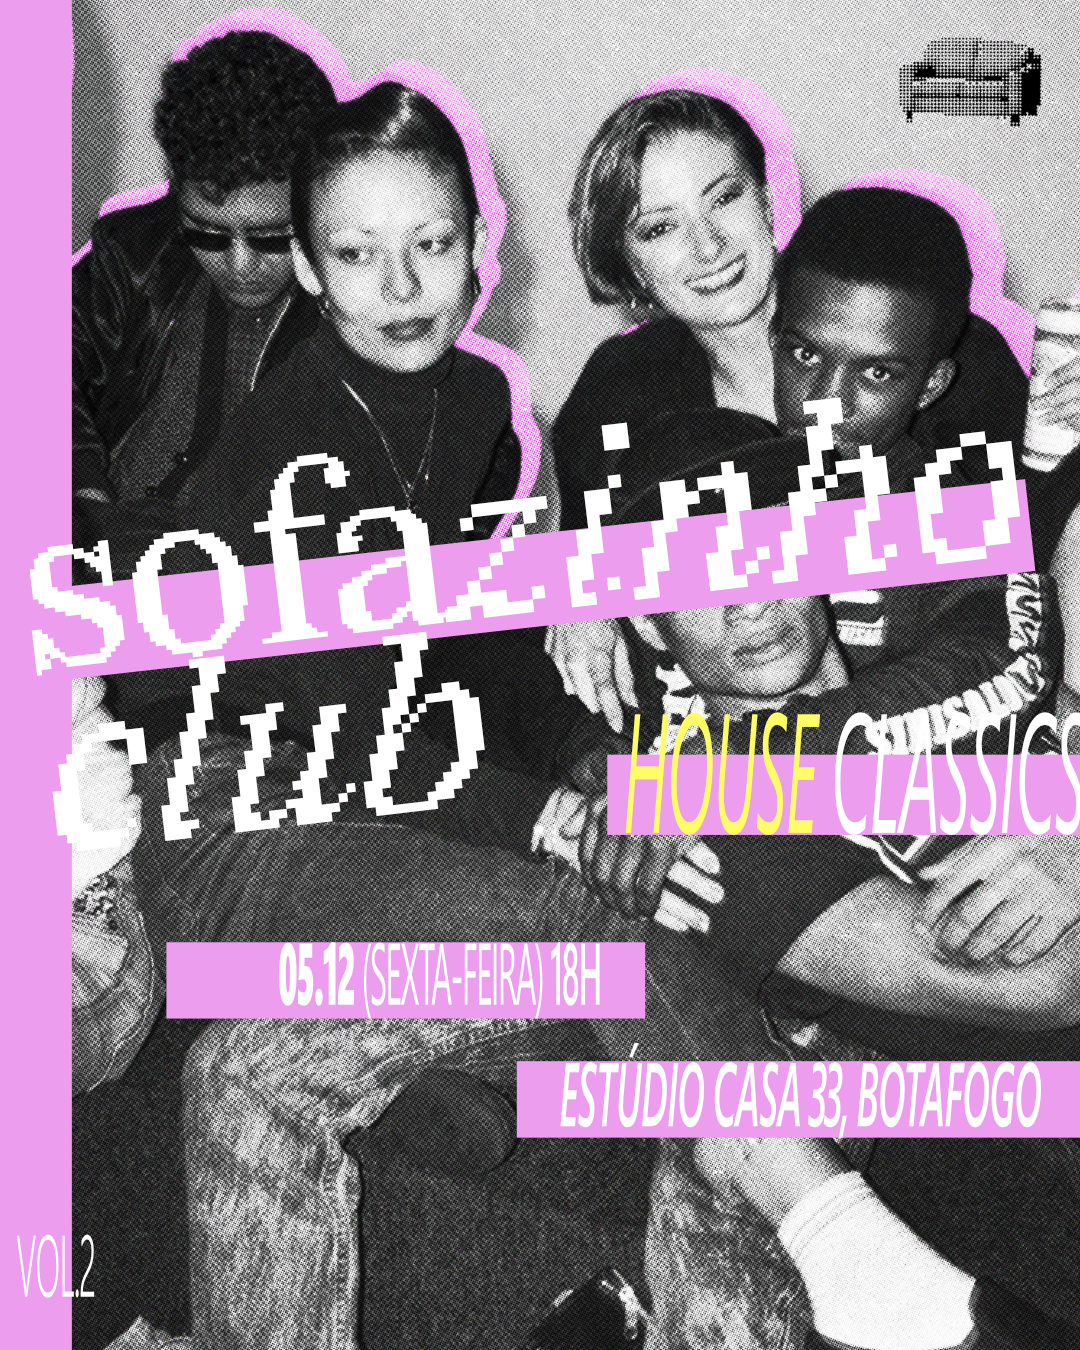 sofazinho
club
HOUSE CLASSICS
05.12 (SEXTA-FEIRA) 18H
ESTÚDIO CASA 33, BOTAFOGO
VOL.2